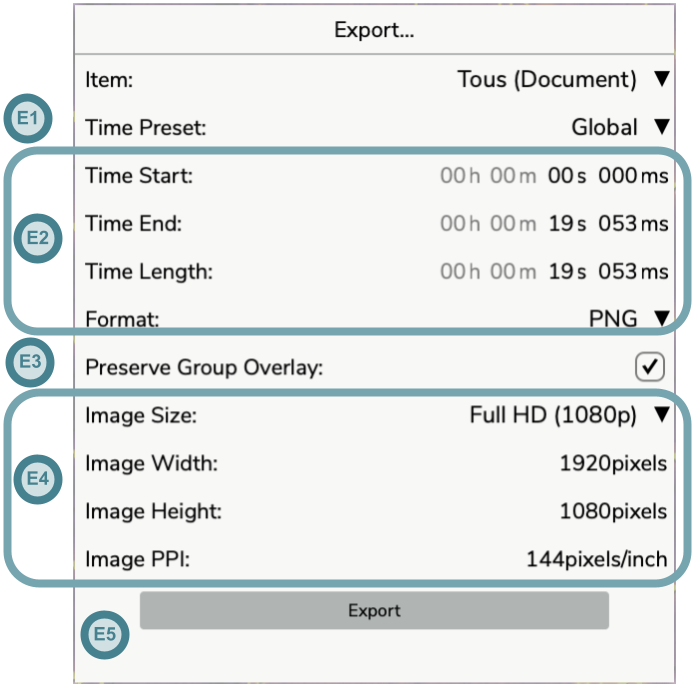 Export...
Item: Tous (Document) ▼
E1
Time Preset: Global ▼
Time Start: 00h 00m 00s 000ms
E2
Time End: 00h 00m 19s 053ms
Time Length: 00h 00m 19s 053ms
Format: PNG ▼
E3
Preserve Group Overlay: ✓
Image Size: Full HD (1080p) ▼
Image Width: 1920pixels
E4
Image Height: 1080pixels
Image PPI: 144pixels/inch
Export
E5